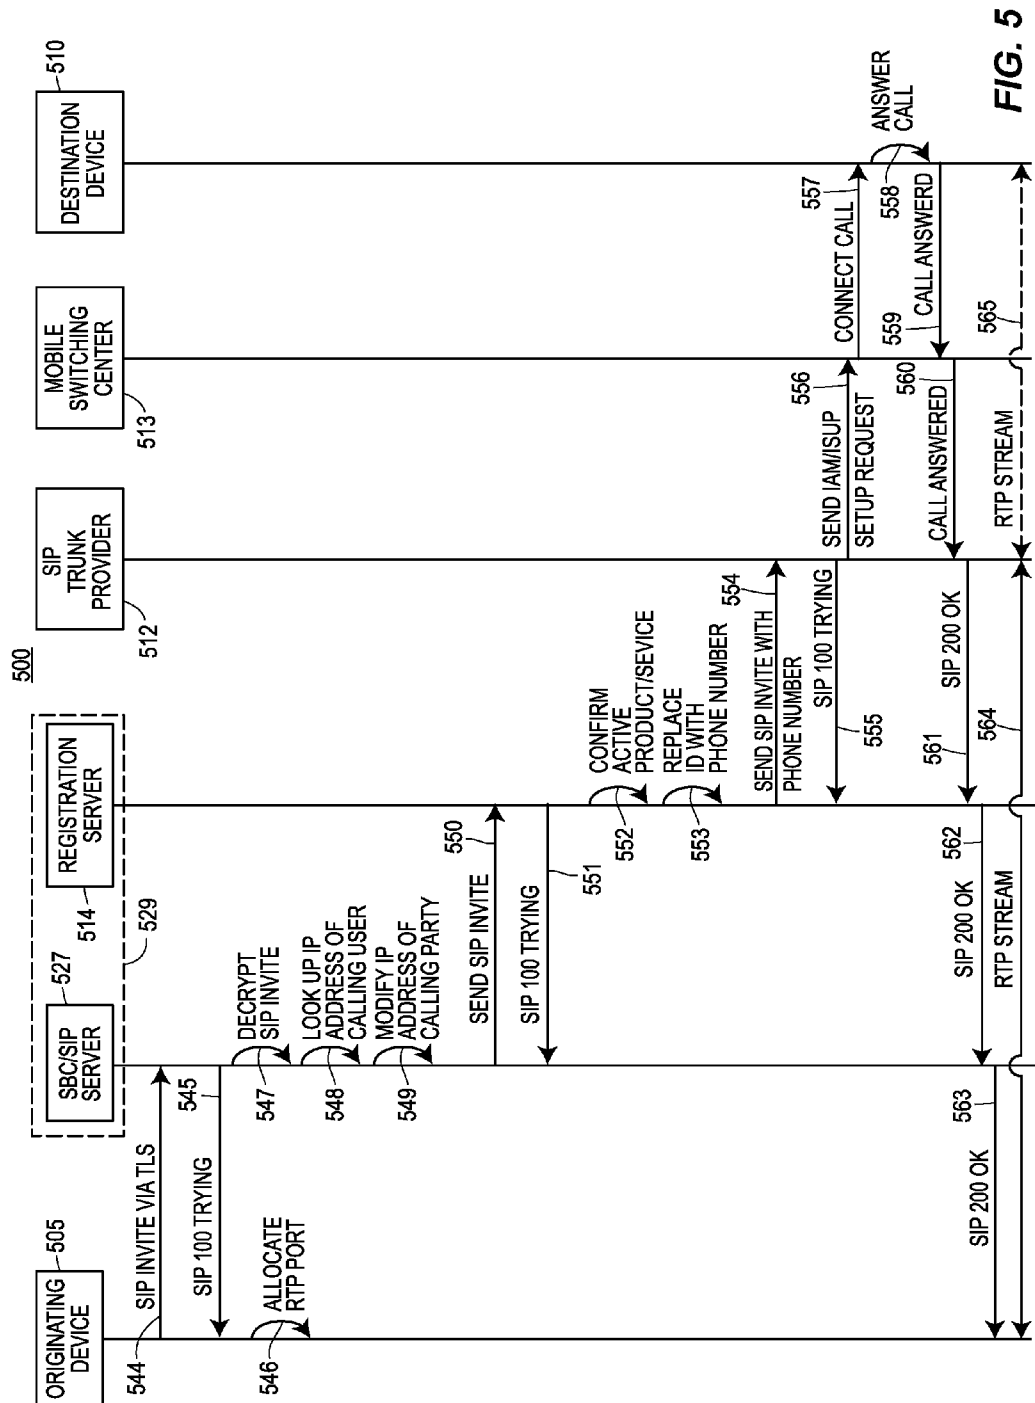 500
ORIGINATING
DEVICE
505
SBC/SIP
SERVER
527
REGISTRATION
SERVER
514
529
SIP
TRUNK
PROVIDER
512
MOBILE
SWITCHING
CENTER
513
DESTINATION
DEVICE
510
544
SIP INVITE VIA TLS
SIP 100 TRYING
545
546
ALLOCATE
RTP PORT
547
DECRYPT
SIP INVITE
548
LOOK UP IP
ADDRESS OF
CALLING USER
549
MODIFY IP
ADDRESS OF
CALLING PARTY
SEND SIP INVITE
550
SIP 100 TRYING
551
552
CONFIRM
ACTIVE
PRODUCT/SEVICE
553
REPLACE
ID WITH
PHONE NUMBER
SEND SIP INVITE WITH
PHONE NUMBER
554
SIP 100 TRYING
555
SEND IAM/ISUP
SETUP REQUEST
556
CONNECT CALL
557
558
ANSWER
CALL
559
CALL ANSWERD
CALL ANSWERED
560
561
SIP 200 OK
SIP 200 OK
562
SIP 200 OK
563
RTP STREAM
564
RTP STREAM
565
FIG. 5